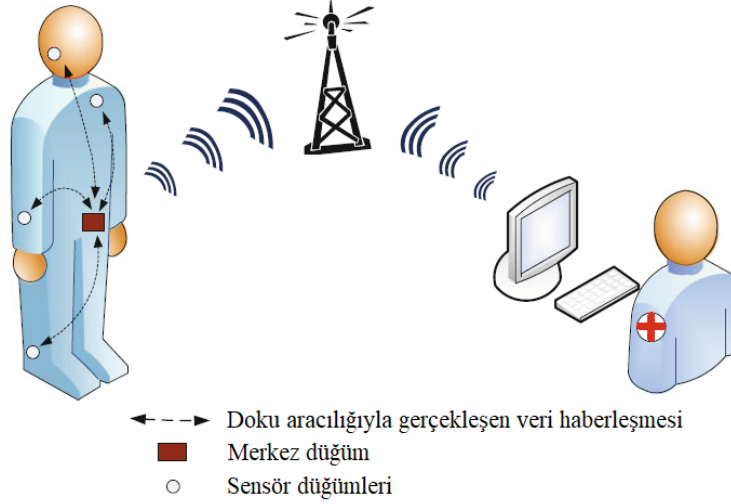 Doku aracılığıyla gerçekleşen veri haberleşmesi
Merkez düğüm
Sensör düğümleri